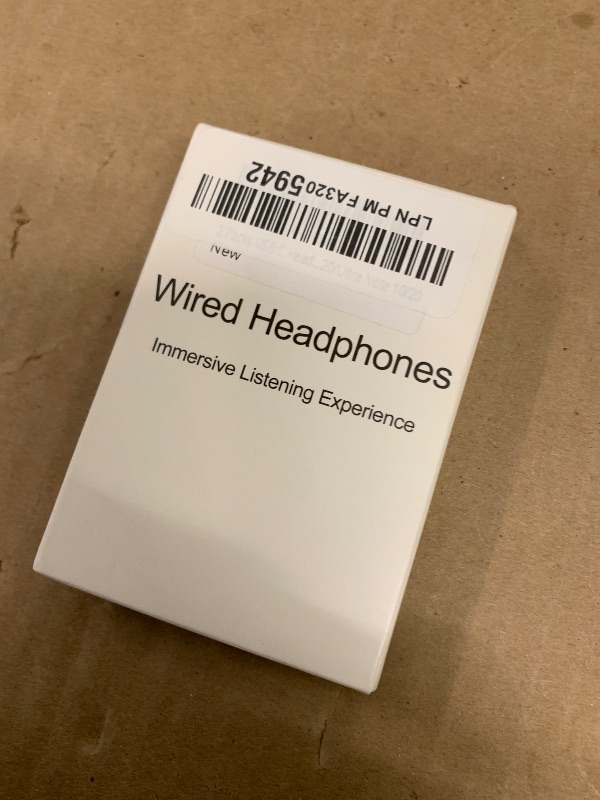 LPN PM FA3205942
New
Wired Headphones
Immersive Listening Experience